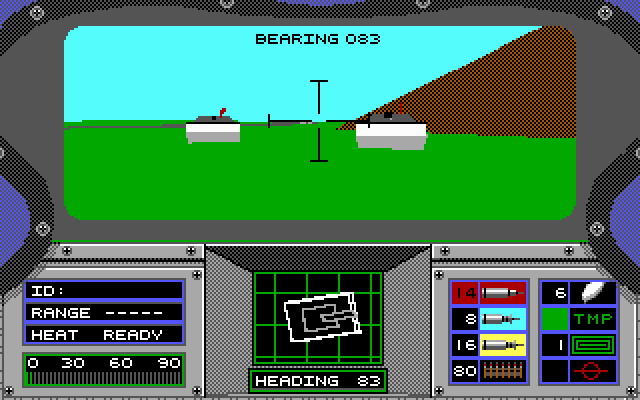 BEARING 083
ID:
RANGE -----
HEAT READY
0 30 60 90
HEADING 83
14
8
16
80
6
TMP
1